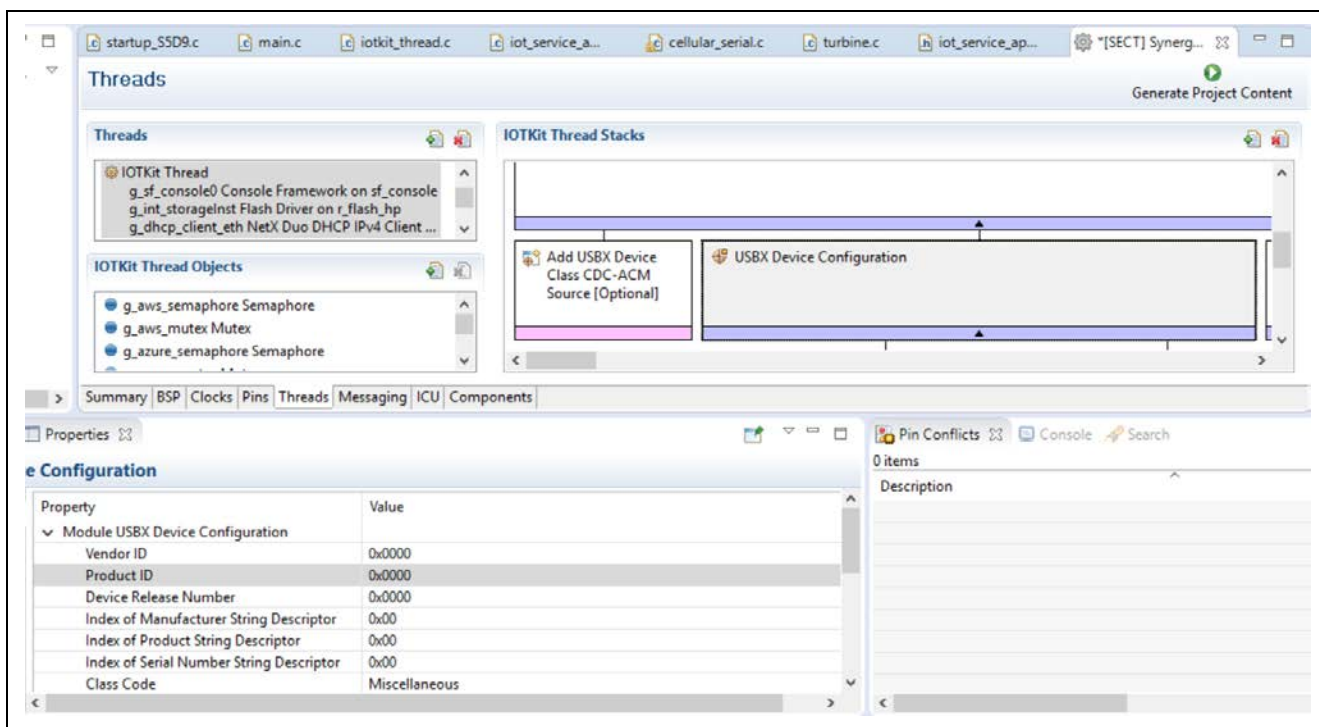 startup_S5D9.c main.c iotkit_thread.c iot_service_a... cellular_serial.c turbine.c iot_service_ap... *[SECT] Synerg...
Threads
Generate Project Content
Threads
IOTKit Thread
g_sf_console0 Console Framework on sf_console
g_int_storageInst Flash Driver on r_flash_hp
g_dhcp_client_eth NetX Duo DHCP IPv4 Client ...
IOTKit Thread Objects
g_aws_semaphore Semaphore
g_aws_mutex Mutex
g_azure_semaphore Semaphore
IOTKit Thread Stacks
Add USBX Device
Class CDC-ACM
Source [Optional]
USBX Device Configuration
Summary BSP Clocks Pins Threads Messaging ICU Components
Properties
e Configuration
Property Value
Module USBX Device Configuration
Vendor ID 0x0000
Product ID 0x0000
Device Release Number 0x0000
Index of Manufacturer String Descriptor 0x00
Index of Product String Descriptor 0x00
Index of Serial Number String Descriptor 0x00
Class Code Miscellaneous
Pin Conflicts Console Search
0 items
Description